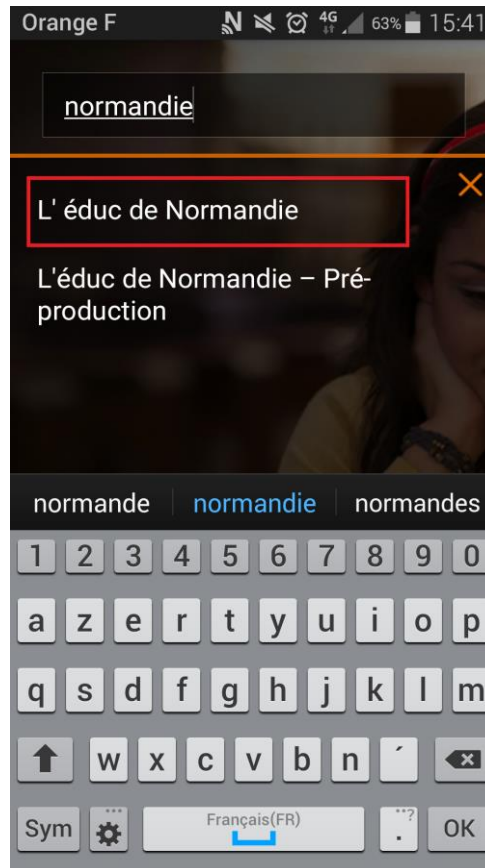 Orange F 4G 63% 15:41
normandie
L' éduc de Normandie
L'éduc de Normandie – Pré-
production
normande normandie normandes
1 2 3 4 5 6 7 8 9 0
a z e r t y u i o p
q s d f g h j k l m
w x c v b n ´
Sym Français(FR) ...? . OK